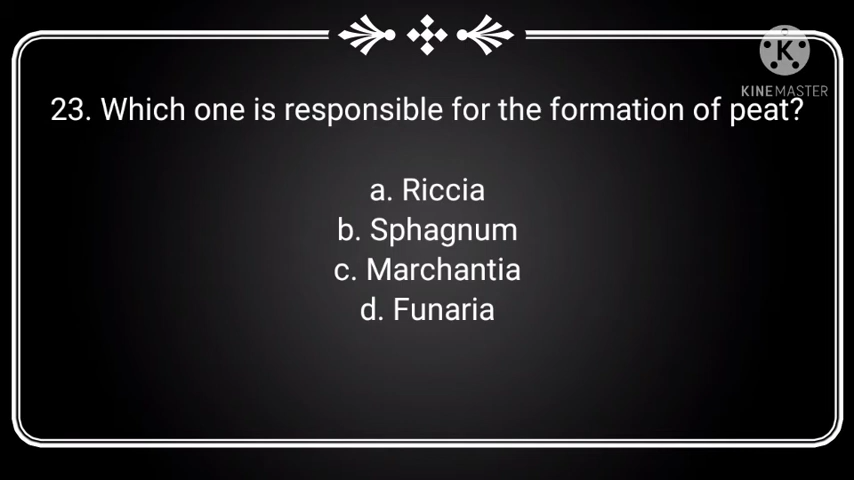 K
KINEMASTER
23. Which one is responsible for the formation of peat?
a. Riccia
b. Sphagnum
c. Marchantia
d. Funaria